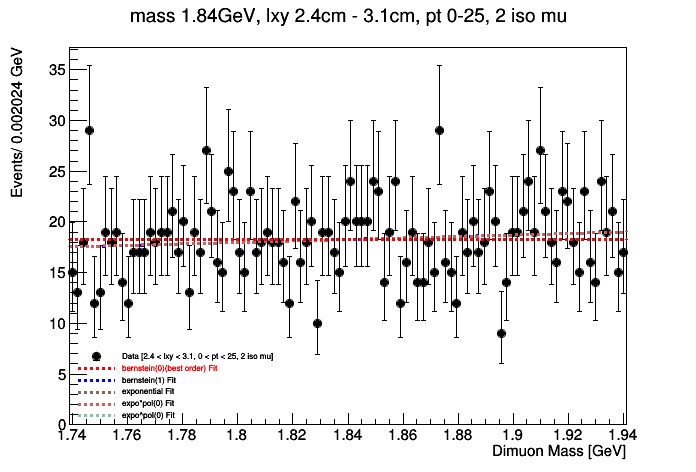 mass 1.84GeV, lxy 2.4cm - 3.1cm, pt 0-25, 2 iso mu
Events/ 0.002024 GeV
35
30
25
20
15
10
5
0
Data [2.4 < lxy < 3.1, 0 < pt < 25, 2 iso mu]
bernstein(0)(best order) Fit
bernstein(1) Fit
exponential Fit
expo*pol(0) Fit
expo*pol(0) Fit
1.74 1.76 1.78 1.8 1.82 1.84 1.86 1.88 1.9 1.92 1.94
Dimuon Mass [GeV]